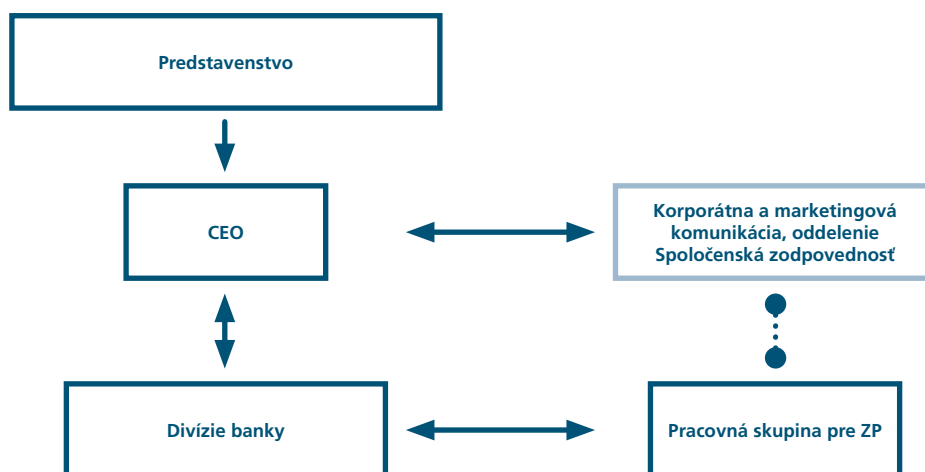 Predstavenstvo
CEO
Korporátna a marketingová
komunikácia, oddelenie
Spoločenská zodpovednosť
Divízie banky
Pracovná skupina pre ZP